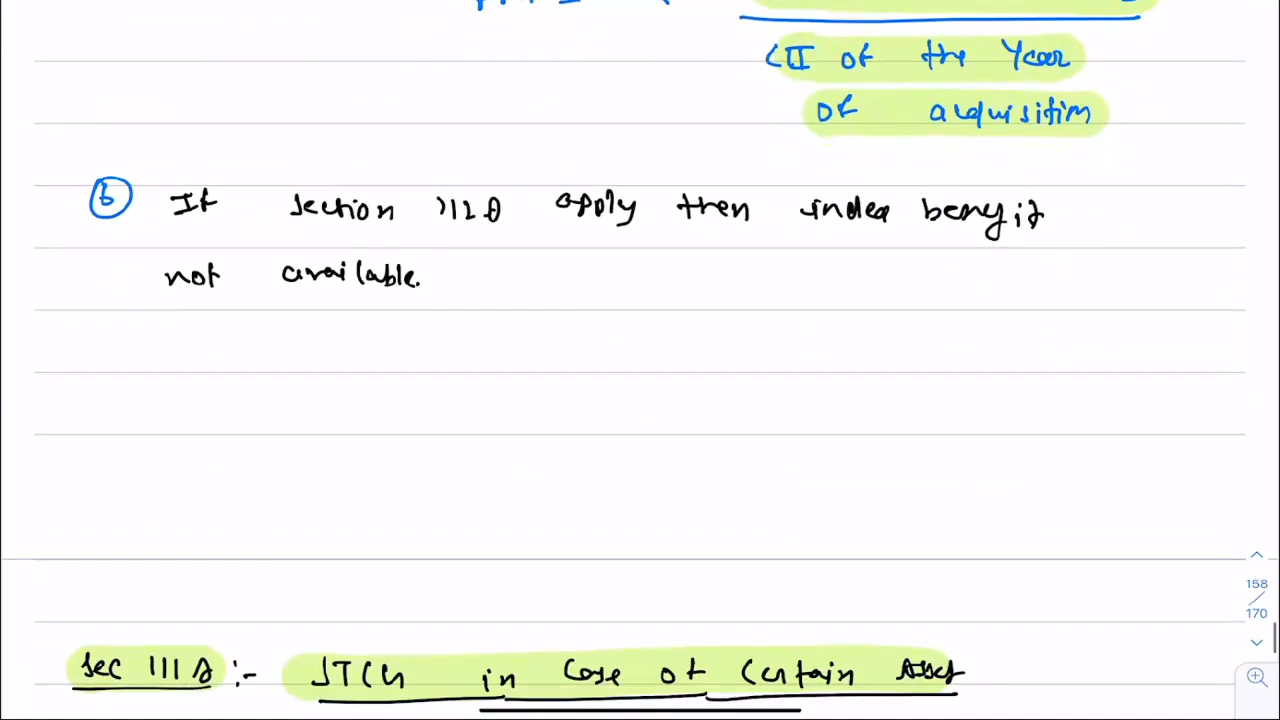 CII of the Year
of acquisition
6 If section 112A apply then index benefit
not available.
158
170
Sec 111A :- STCG in Case of Certain Asset